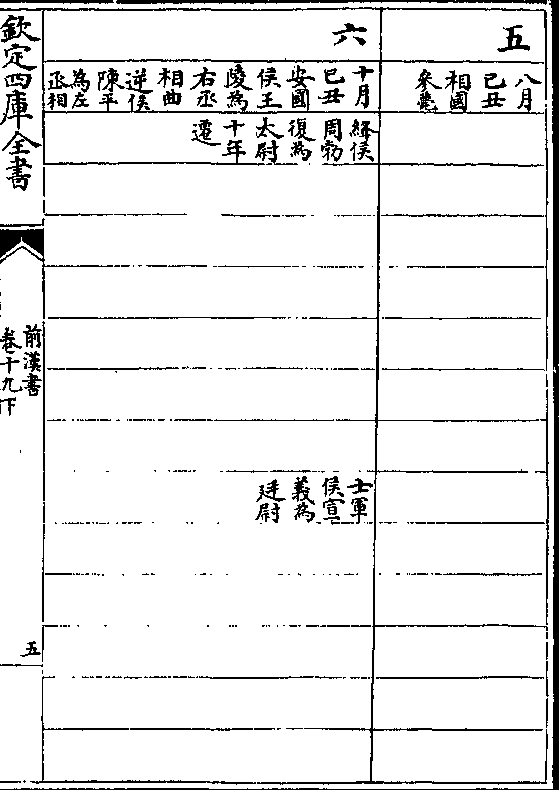 五
八月
己丑
相國
參薨
六
十月
己丑
安國
侯王
陵為
右丞
相曲
逆侯
陳平
為左
丞相
絳侯
周勃
復為
太尉
十年
遷
士軍
侯宣
義為
廷尉
欽定四庫全書
前漢書
卷十九下
五